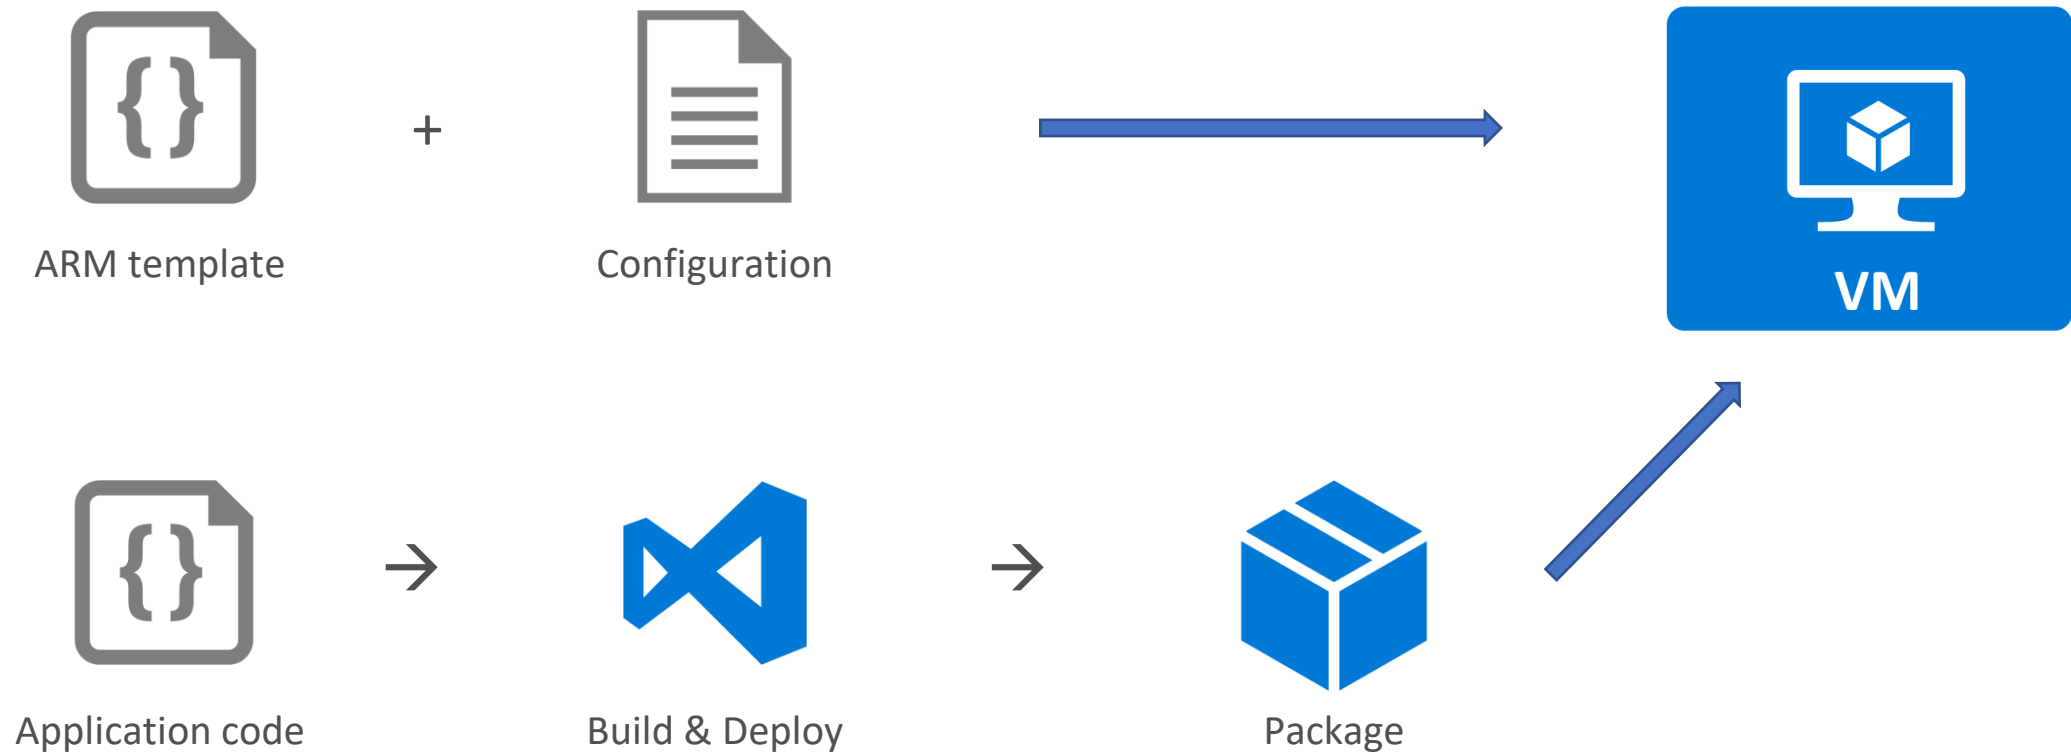 {}
+
ARM template
Configuration
VM
{}
→
→
Application code
Build & Deploy
Package